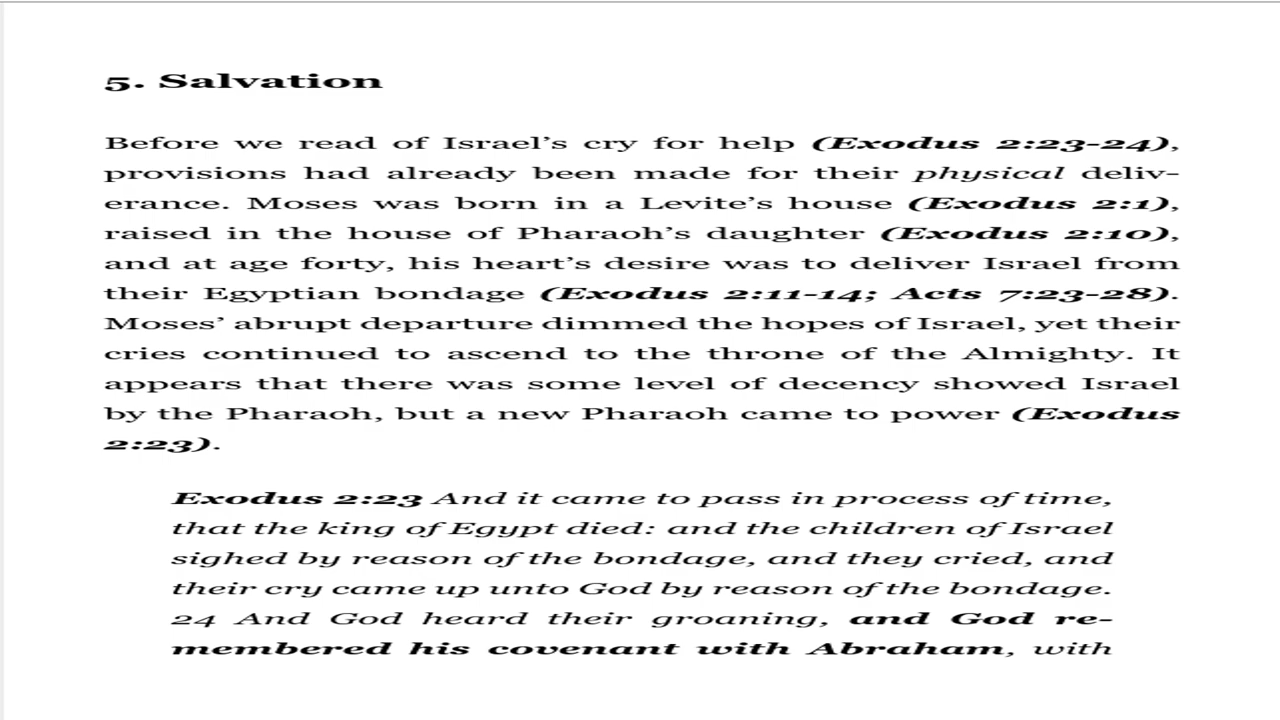 5. Salvation
Before we read of Israel's cry for help (Exodus 2:23-24),
provisions had already been made for their physical deliv-
erance. Moses was born in a Levite's house (Exodus 2:1),
raised in the house of Pharaoh's daughter (Exodus 2:10),
and at age forty, his heart's desire was to deliver Israel from
their Egyptian bondage (Exodus 2:11-14; Acts 7:23-28).
Moses' abrupt departure dimmed the hopes of Israel, yet their
cries continued to ascend to the throne of the Almighty. It
appears that there was some level of decency showed Israel
by the Pharaoh, but a new Pharaoh came to power (Exodus
2:23).
Exodus 2:23 And it came to pass in process of time,
that the king of Egypt died: and the children of Israel
sighed by reason of the bondage, and they cried, and
their cry came up unto God by reason of the bondage.
24 And God heard their groaning, and God re-
membered his covenant with Abraham, with